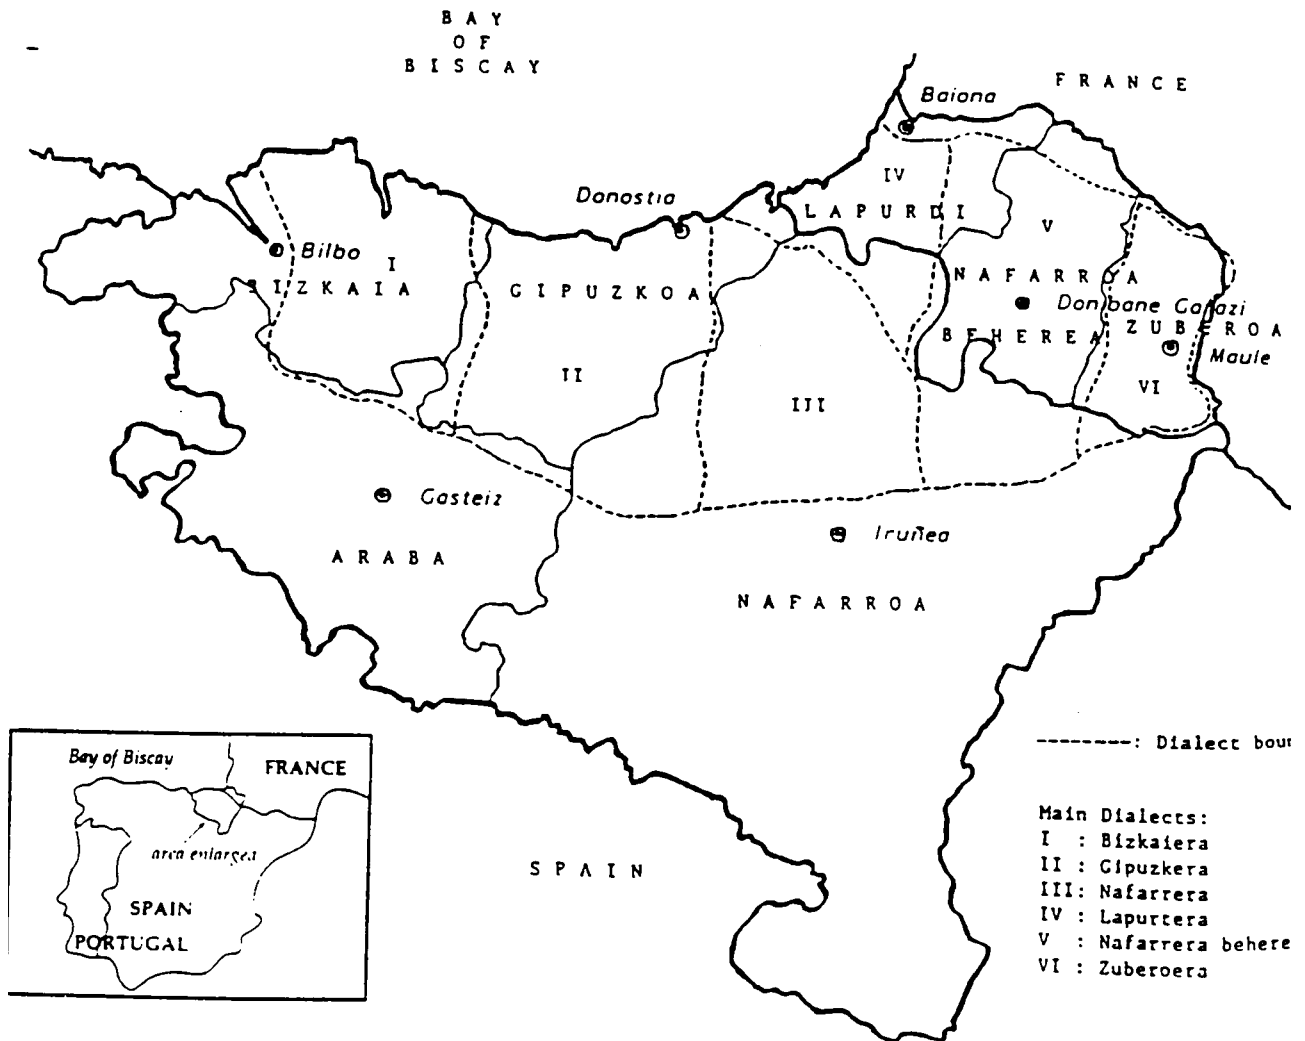 BAY
OF
BISCAY
FRANCE
Baiona
IV
Donostia
LAPURDI
V
Bilbo
I
BIZKAIA
GIPUZKOA
NAFARROA
Donibane Garazi
BEHEREA
ZUBEROA
Maule
II
III
VI
Gasteiz
Iruñea
ARABA
NAFARROA
SPAIN
Bay of Biscay
FRANCE
area enlarged
SPAIN
PORTUGAL
--------: Dialect bour
Main Dialects:
I : Bizkaiera
II : Gipuzkera
III: Nafarrera
IV : Lapurtera
V : Nafarrera behere
VI : Zuberoera